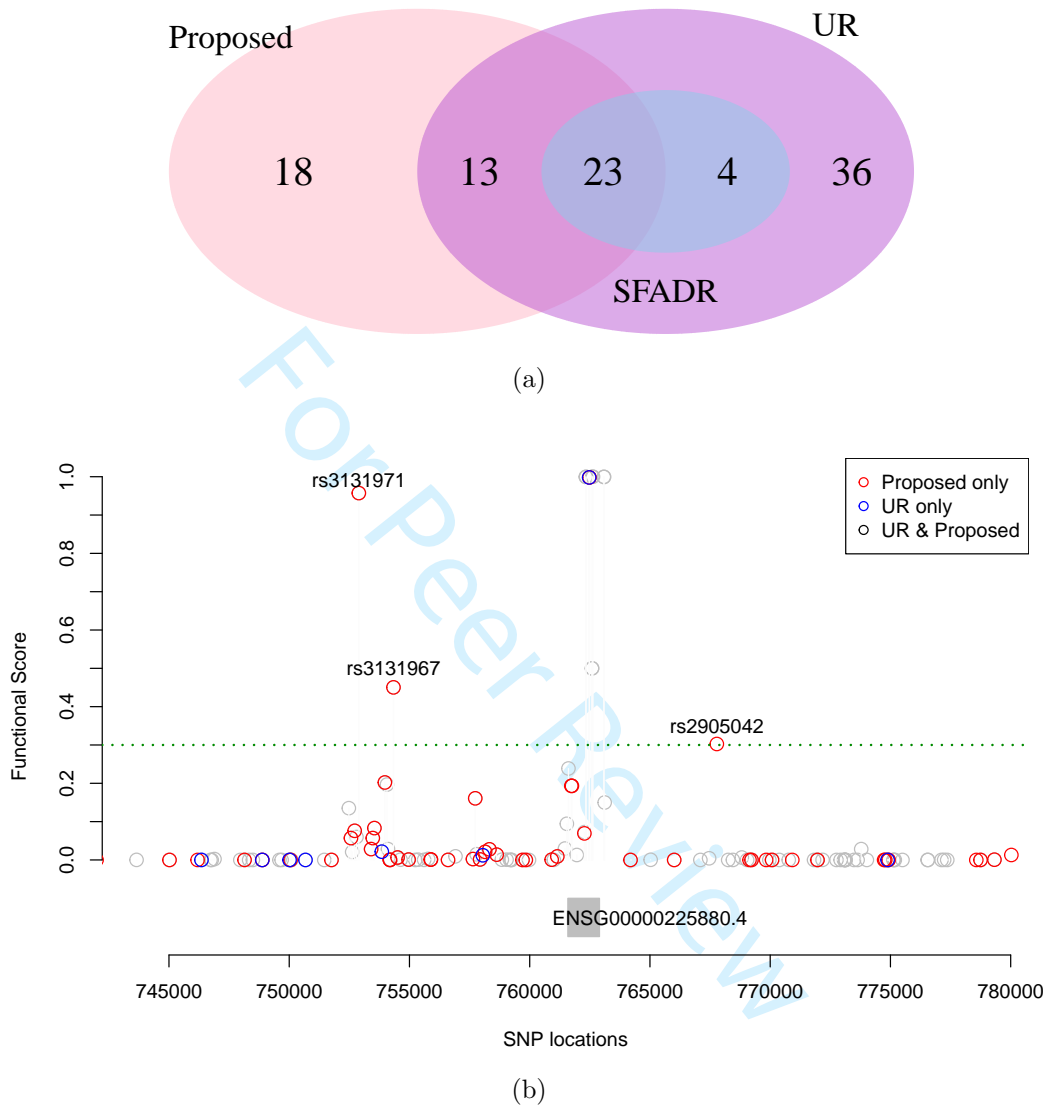 Proposed
UR
18
13
23
4
36
SFADR
(a)
For Peer Review
1.0
0.8
0.6
0.4
0.2
0.0
Functional Score
rs3131971
rs3131967
rs2905042
Proposed only
UR only
UR & Proposed
ENSG00000225880.4
745000 750000 755000 760000 765000 770000 775000 780000
SNP locations
(b)